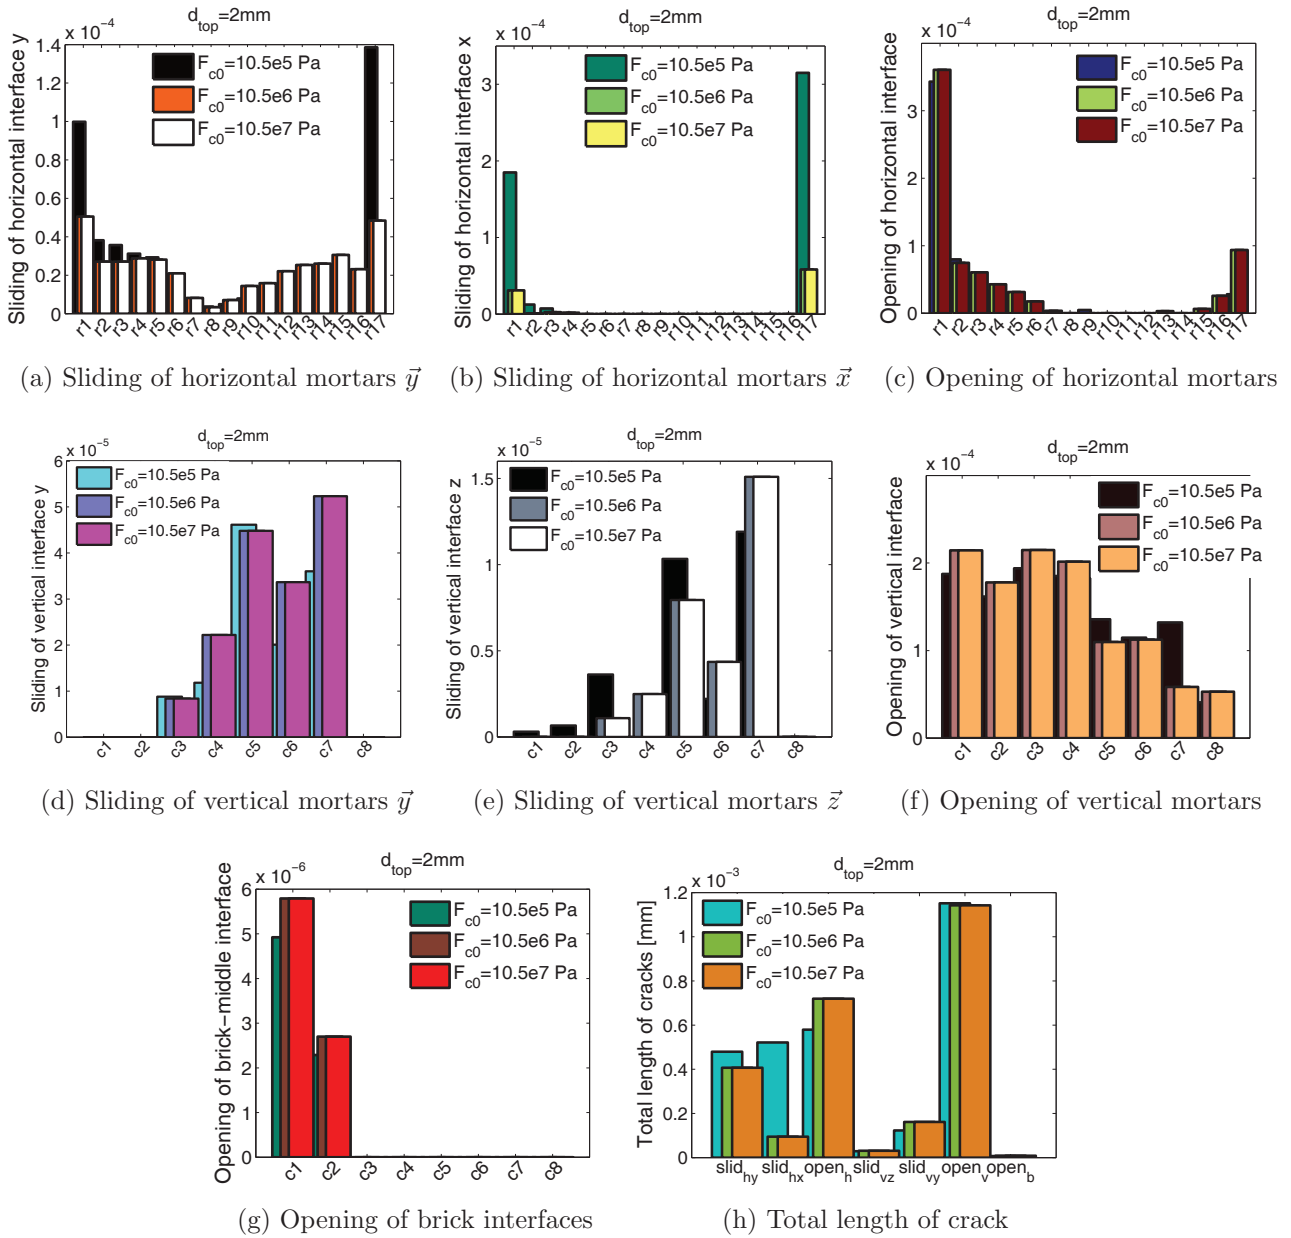 d_top=2mm
x 10^−4
Sliding of horizontal interface y
1.4
1.2
1
0.8
0.6
0.4
0.2
0
F_c0=10.5e5 Pa
F_c0=10.5e6 Pa
F_c0=10.5e7 Pa
r1 r2 r3 r4 r5 r6 r7 r8 r9 r10 r11 r12 r13 r14 r15 r16 r17
(a) Sliding of horizontal mortars y⃗
d_top=2mm
x 10^−4
Sliding of horizontal interface x
4
2
0
F_c0=10.5e5 Pa
F_c0=10.5e6 Pa
F_c0=10.5e7 Pa
r1 r2 r3 r4 r5 r6 r7 r8 r9 r10 r11 r12 r13 r14 r15 r16 r17
(b) Sliding of horizontal mortars x⃗
d_top=2mm
x 10^−4
Opening of horizontal interface
4
2
0
F_c0=10.5e5 Pa
F_c0=10.5e6 Pa
F_c0=10.5e7 Pa
r1 r2 r3 r4 r5 r6 r7 r8 r9 r10 r11 r12 r13 r14 r15 r16 r17
(c) Opening of horizontal mortars
d_top=2mm
x 10^−5
Sliding of vertical interface y
6
5
4
3
2
1
0
F_c0=10.5e5 Pa
F_c0=10.5e6 Pa
F_c0=10.5e7 Pa
c1 c2 c3 c4 c5 c6 c7 c8
(d) Sliding of vertical mortars y⃗
d_top=2mm
x 10^−5
Sliding of vertical interface z
1.5
1
0.5
0
F_c0=10.5e5 Pa
F_c0=10.5e6 Pa
F_c0=10.5e7 Pa
c1 c2 c3 c4 c5 c6 c7 c8
(e) Sliding of vertical mortars z⃗
d_top=2mm
x 10^−4
Opening of vertical interface
2
0
F_c0=10.5e5 Pa
F_c0=10.5e6 Pa
F_c0=10.5e7 Pa
c1 c2 c3 c4 c5 c6 c7 c8
(f) Opening of vertical mortars
d_top=2mm
x 10^−6
Opening of brick−middle interface
6
5
4
3
2
1
0
F_c0=10.5e5 Pa
F_c0=10.5e6 Pa
F_c0=10.5e7 Pa
c1 c2 c3 c4 c5 c6 c7 c8
(g) Opening of brick interfaces
d_top=2mm
x 10^−3
Total length of cracks [mm]
1.2
1
0.8
0.6
0.4
0.2
0
F_c0=10.5e5 Pa
F_c0=10.5e6 Pa
F_c0=10.5e7 Pa
slid_hy slid_hx open_h slid_vz slid_vy open_v open_b
(h) Total length of crack